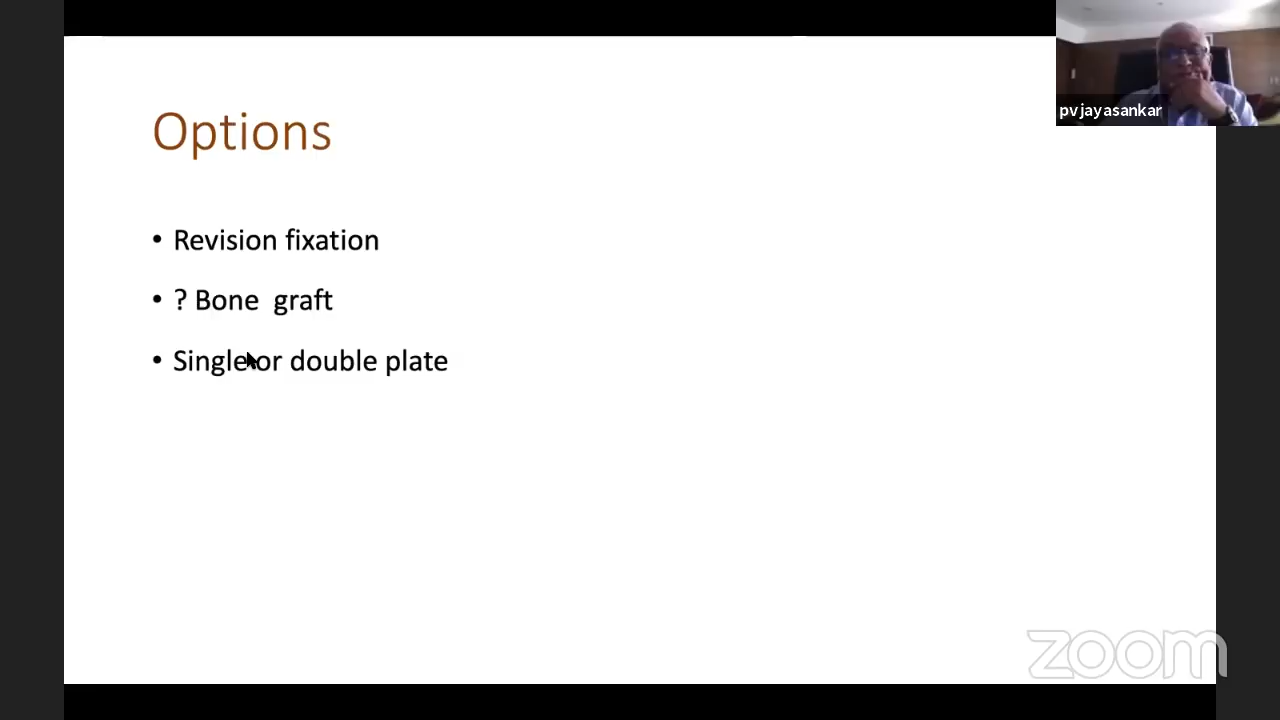 pvjayasankar
Options
• Revision fixation
• ? Bone graft
• Single or double plate
zoom